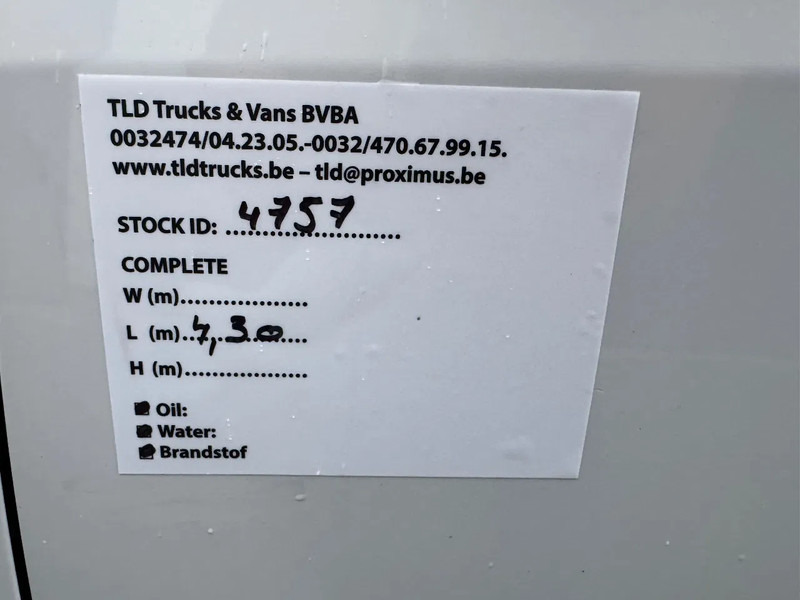 TLD Trucks & Vans BVBA
0032474/04.23.05.-0032/470.67.99.15.
www.tldtrucks.be – tld@proximus.be
STOCK ID: 4757
COMPLETE
W (m)..................
L (m)..4,30....
H (m)..................
Oil:
Water:
Brandstof